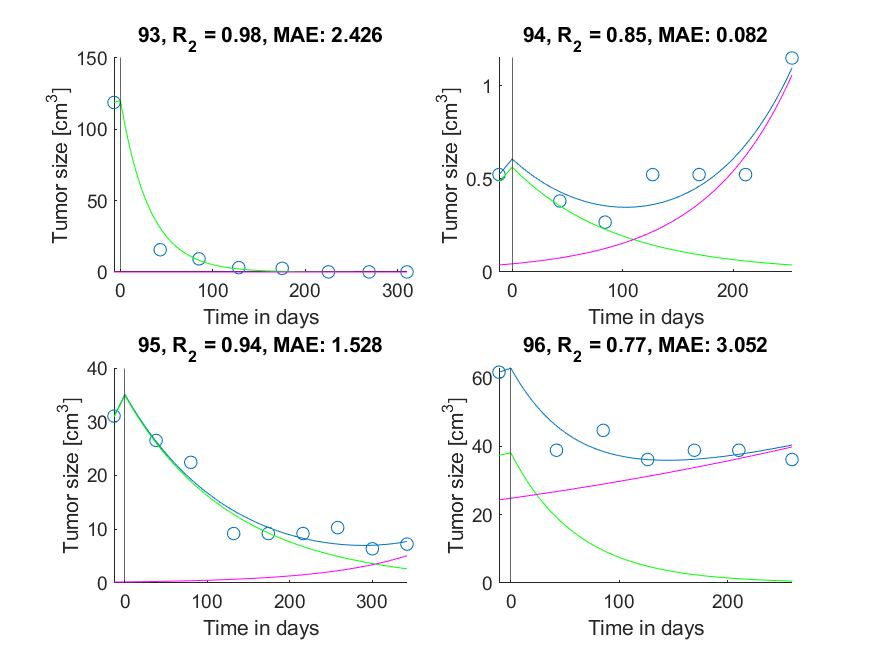 93, R2 = 0.98, MAE: 2.426
150
100
50
0
Tumor size [cm3]
0 100 200 300
Time in days
94, R2 = 0.85, MAE: 0.082
1
0.5
0
Tumor size [cm3]
0 100 200
Time in days
95, R2 = 0.94, MAE: 1.528
40
30
20
10
0
Tumor size [cm3]
0 100 200 300
Time in days
96, R2 = 0.77, MAE: 3.052
60
40
20
0
Tumor size [cm3]
0 100 200
Time in days